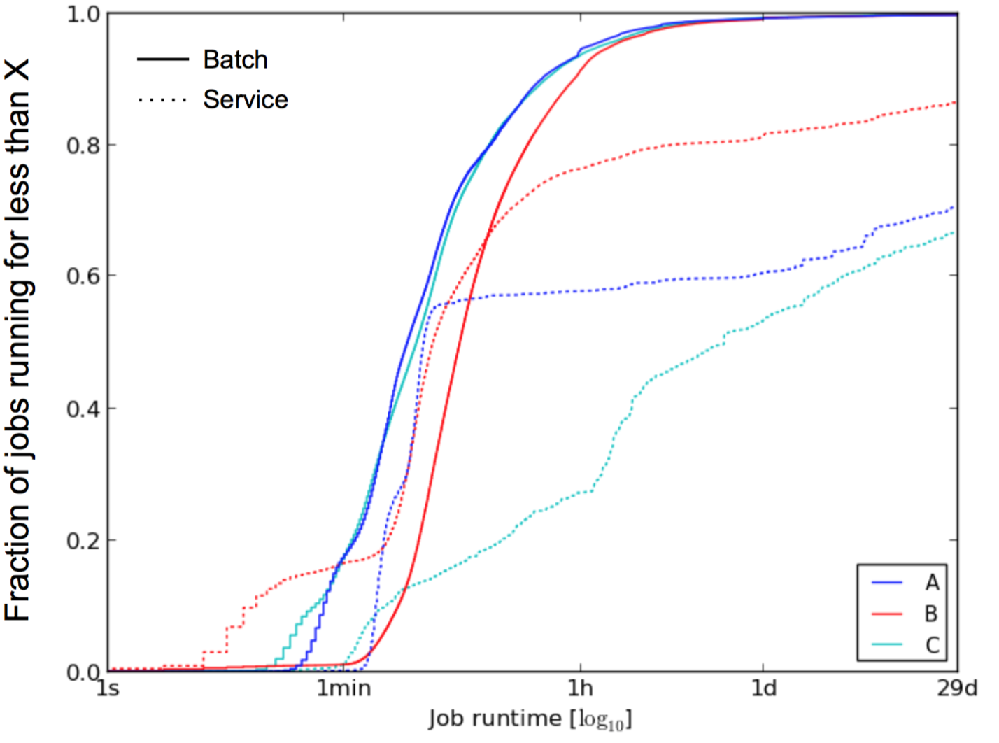 Fraction of jobs running for less than X
1.0
0.8
0.6
0.4
0.2
0.0
Batch
Service
A
B
C
1s
1min
1h
1d
29d
Job runtime [log10]